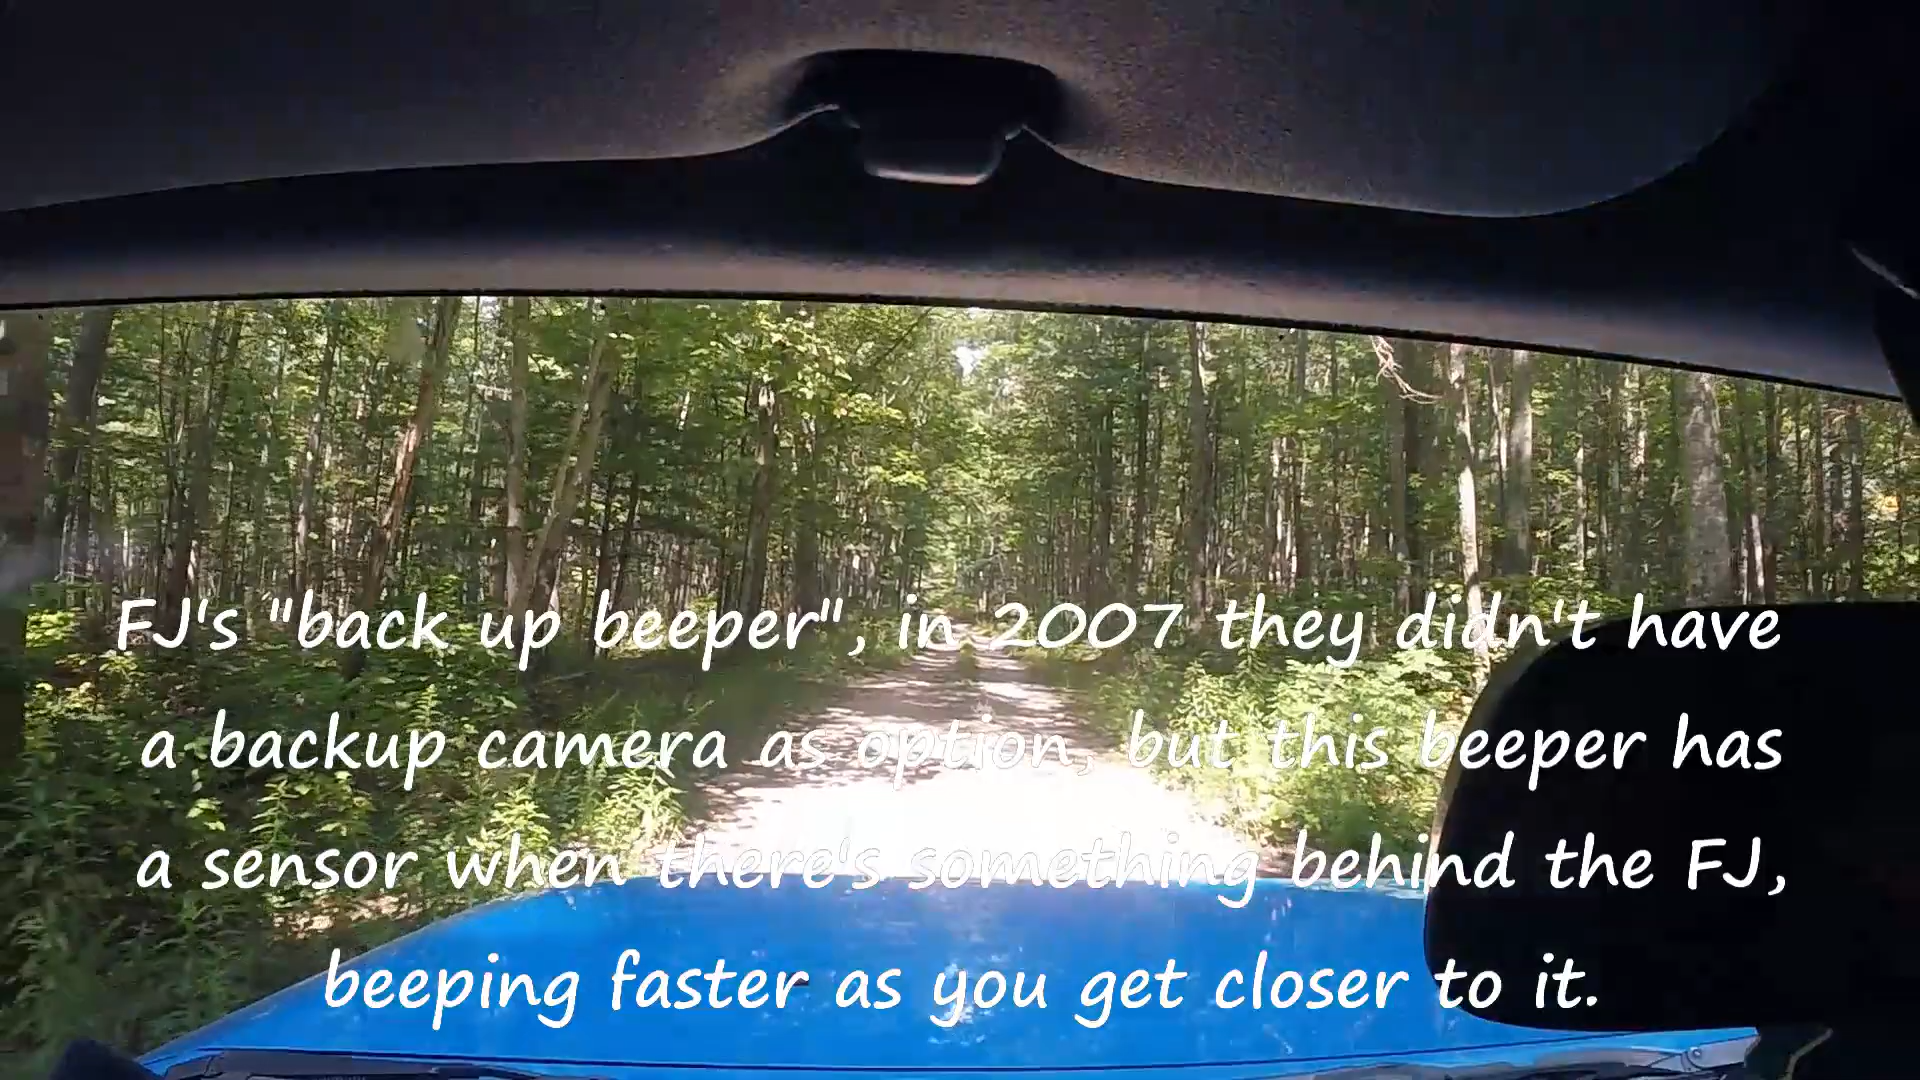 FJ's "back up beeper", in 2007 they didn't have
a backup camera as option, but this beeper has
a sensor when there's something behind the FJ,
beeping faster as you get closer to it.